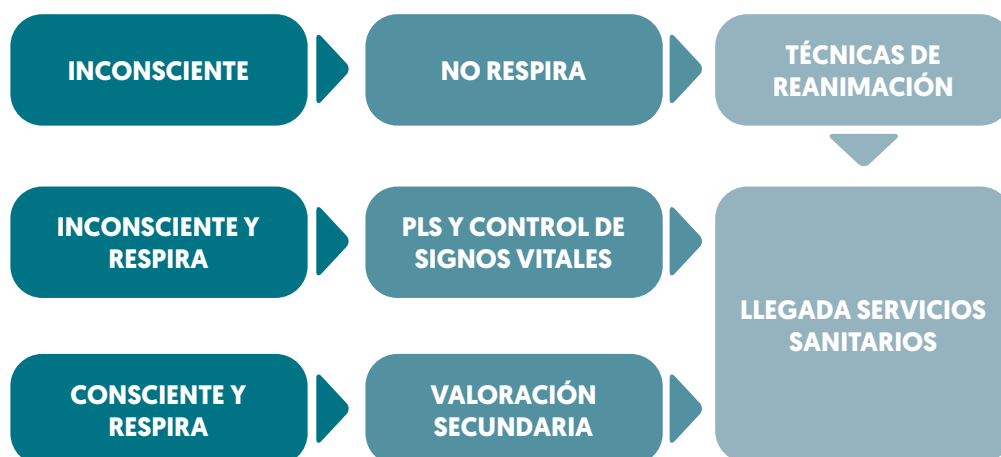 INCONSCIENTE
NO RESPIRA
TÉCNICAS DE
REANIMACIÓN
INCONSCIENTE Y
RESPIRA
PLS Y CONTROL DE
SIGNOS VITALES
LLEGADA SERVICIOS
SANITARIOS
CONSCIENTE Y
RESPIRA
VALORACIÓN
SECUNDARIA